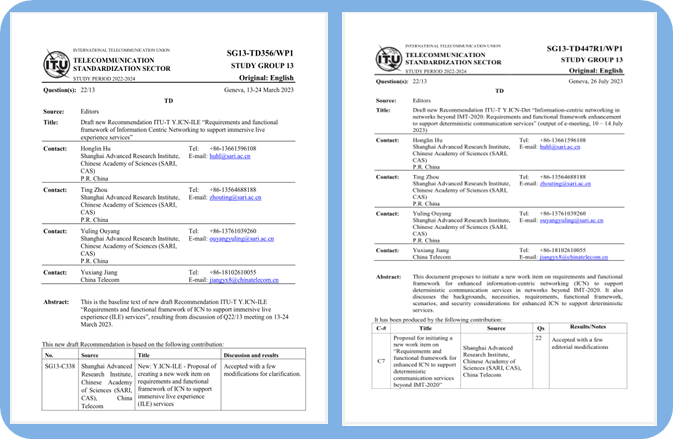 INTERNATIONAL TELECOMMUNICATION UNION
TELECOMMUNICATION
STANDARDIZATION SECTOR
STUDY PERIOD 2022-2024
SG13-TD356/WP1
STUDY GROUP 13
Original: English
Question(s): 22/13
Geneva, 13-24 March 2023
TD
Source: Editors
Title: Draft new Recommendation ITU-T Y.ICN-ILE "Requirements and functional
framework of Information Centric Networking to support immersive live
experience services"
Contact: Honglin Hu
Shanghai Advanced Research Institute,
Chinese Academy of Sciences (SARI,
CAS)
P.R. China
Tel: +86-13661596108
E-mail: huhl@sari.ac.cn
Contact: Ting Zhou
Shanghai Advanced Research Institute,
Chinese Academy of Sciences (SARI,
CAS)
P.R. China
Tel: +86-13564688188
E-mail: zhouting@sari.ac.cn
Contact: Yuling Ouyang
Shanghai Advanced Research Institute,
Chinese Academy of Sciences (SARI,
CAS)
P.R. China
Tel: +86-13761039260
E-mail: ouyangyuling@sari.ac.cn
Contact: Yuxiang Jiang
China Telecom
Tel: +86-18102610055
E-mail: jiangyx8@chinatelecom.cn
Abstract: This is the baseline text of new draft Recommendation ITU-T Y.ICN-ILE
"Requirements and functional framework of ICN to support immersive live
experience (ILE) services", resulting from discussion of Q22/13 meeting on 13-24
March 2023.
This new draft Recommendation is based on the following contribution:
No. Source Title Discussion and results
SG13-C338
Shanghai Advanced
Research Institute,
Chinese Academy
of Sciences (SARI,
CAS), China
Telecom
New: Y.ICN-ILE - Proposal of
creating a new work item on
requirements and functional
framework of ICN to support
immersive live experience
(ILE) services
Accepted with a few
modifications for clarification.
INTERNATIONAL TELECOMMUNICATION UNION
TELECOMMUNICATION
STANDARDIZATION SECTOR
STUDY PERIOD 2022-2024
SG13-TD447R1/WP1
STUDY GROUP 13
Original: English
Question(s): 22/13
Geneva, 26 July 2023
TD
Source: Editors
Title: Draft new Recommendation ITU-T Y.ICN-Det "Information-centric networking in
networks beyond IMT-2020: Requirements and functional framework enhancement
to support deterministic communication services" (output of e-meeting, 10 – 14 July
2023)
Contact: Honglin Hu
Shanghai Advanced Research Institute,
Chinese Academy of Sciences (SARI,
CAS)
P.R. China
Tel: +86-13661596108
E-mail: huhl@sari.ac.cn
Contact: Ting Zhou
Shanghai Advanced Research Institute,
Chinese Academy of Sciences (SARI,
CAS)
P.R. China
Tel: +86-13564688188
E-mail: zhouting@sari.ac.cn
Contact: Yuling Ouyang
Shanghai Advanced Research Institute,
Chinese Academy of Sciences (SARI,
CAS)
P.R. China
Tel: +86-13761039260
E-mail: ouyangyuling@sari.ac.cn
Contact: Yuxiang Jiang
China Telecom
Tel: +86-18102610055
E-mail: jiangyx8@chinatelecom.cn
Abstract: This document proposes to initiate a new work item on requirements and functional
framework for enhanced information-centric networking (ICN) to support
deterministic communication services in networks beyond IMT-2020. It also
discusses the backgrounds, necessities, requirements, functional framework,
scenarios, and security considerations for enhanced ICN to support deterministic
services.
It has been produced by the following contribution:
C-# Title Source Qs Results/Notes
C7
Proposal for initiating a
new work item on
"Requirements and
functional framework for
enhanced ICN to support
deterministic
communication services
beyond IMT-2020"
Shanghai Advanced
Research Institute,
Chinese Academy of
Sciences (SARI, CAS),
China Telecom
22
Accepted with a few
editorial modifications